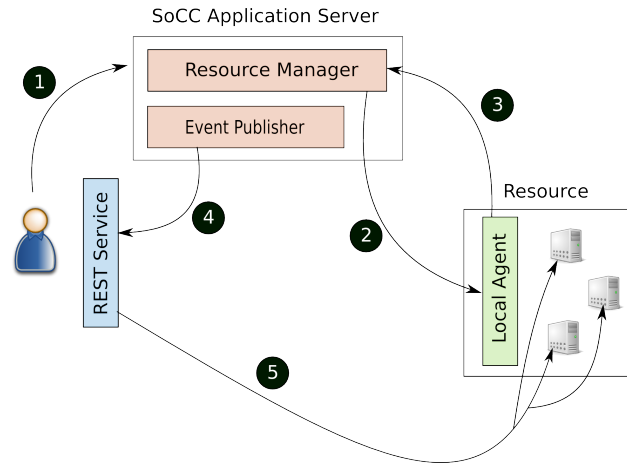 SoCC Application Server
1
Resource Manager
3
Event Publisher
Resource
REST Service
4
2
Local Agent
5